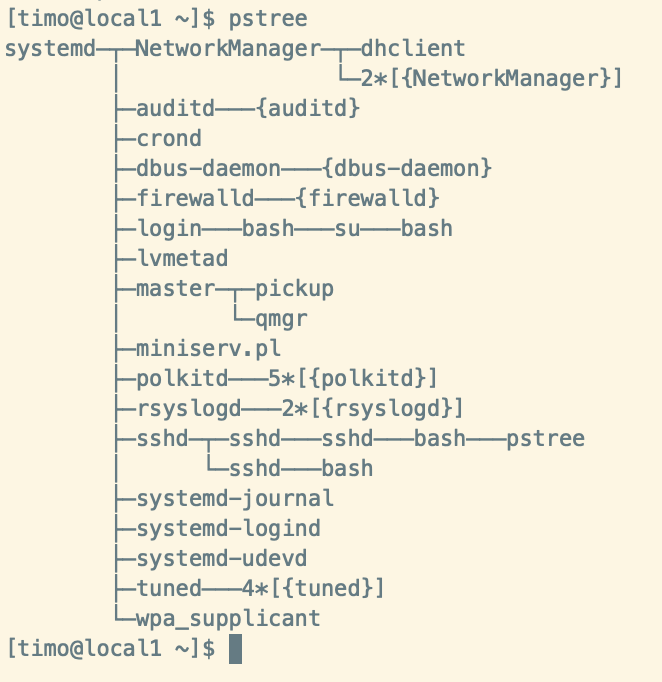 [timo@local1 ~]$ pstree
systemd─┬─NetworkManager─┬─dhclient
        │                └─2*[{NetworkManager}]
        ├─auditd───{auditd}
        ├─crond
        ├─dbus-daemon───{dbus-daemon}
        ├─firewalld───{firewalld}
        ├─login───bash───su───bash
        ├─lvmetad
        ├─master─┬─pickup
        │        └─qmgr
        ├─miniserv.pl
        ├─polkitd───5*[{polkitd}]
        ├─rsyslogd───2*[{rsyslogd}]
        ├─sshd─┬─sshd───sshd───bash───pstree
        │      └─sshd───bash
        ├─systemd-journal
        ├─systemd-logind
        ├─systemd-udevd
        ├─tuned───4*[{tuned}]
        └─wpa_supplicant
[timo@local1 ~]$